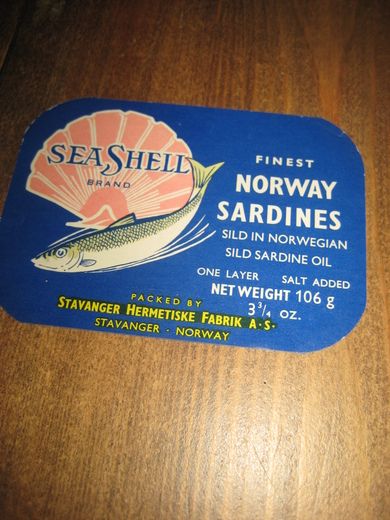 SEA SHELL
BRAND
FINEST
NORWAY
SARDINES
SILD IN NORWEGIAN
SILD SARDINE OIL
ONE LAYER SALT ADDED
NET WEIGHT 106 g
3 3/4 oz.
PACKED BY
STAVANGER HERMETISKE FABRIK A·S·
STAVANGER · NORWAY